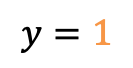 y = 1